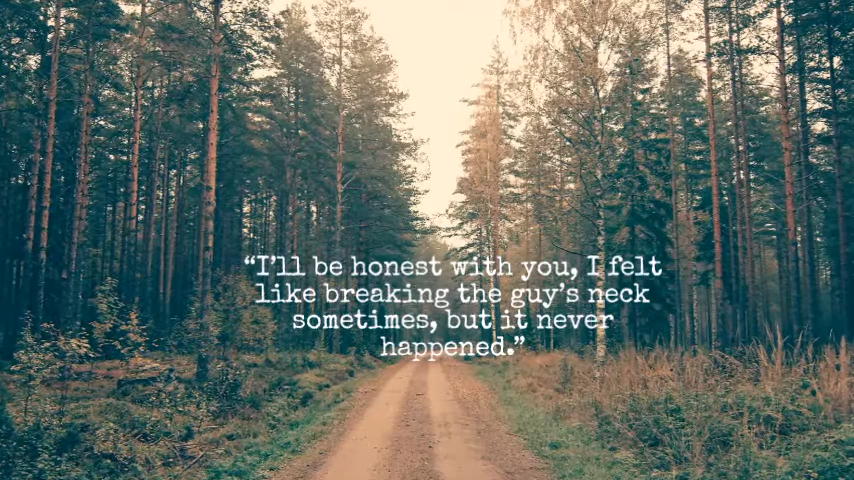 “I’ll be honest with you, I felt
like breaking the guy’s neck
sometimes, but it never
happened.”